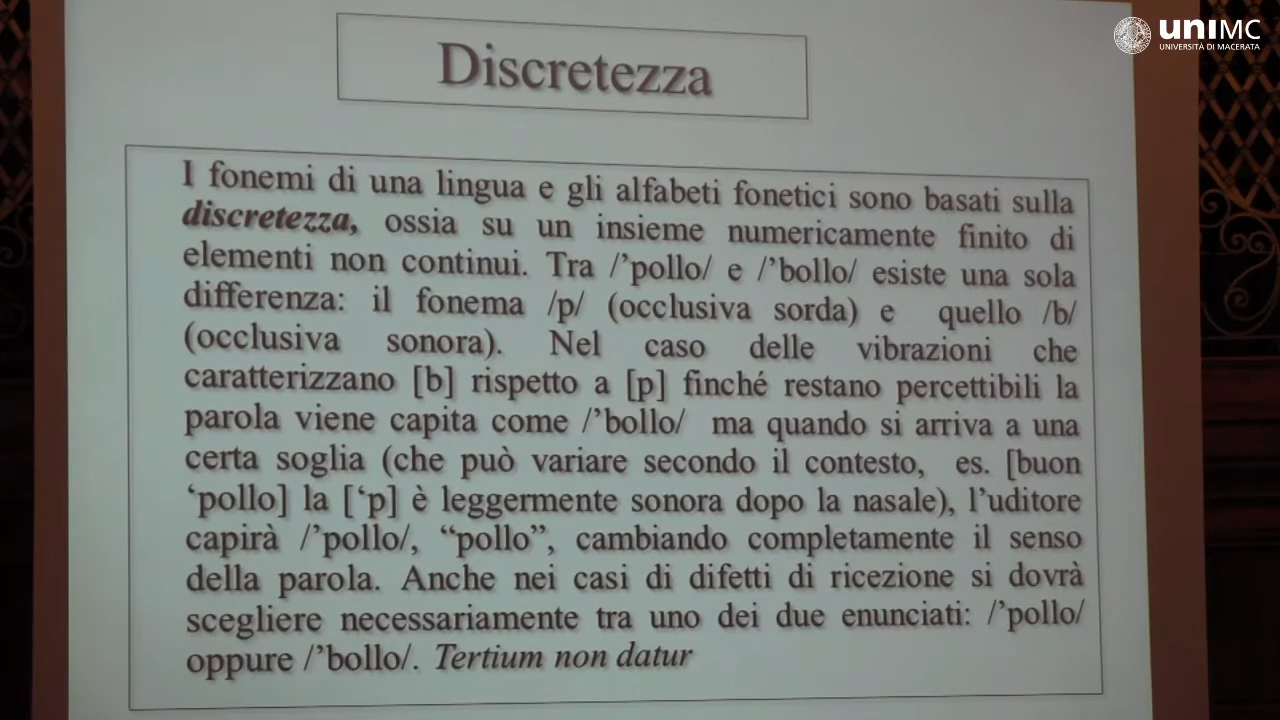 uniMC
UNIVERSITÀ DI MACERATA
Discretezza
I fonemi di una lingua e gli alfabeti fonetici sono basati sulla
discretezza, ossia su un insieme numericamente finito di
elementi non continui. Tra /’pollo/ e /’bollo/ esiste una sola
differenza: il fonema /p/ (occlusiva sorda) e quello /b/
(occlusiva sonora). Nel caso delle vibrazioni che
caratterizzano [b] rispetto a [p] finché restano percettibili la
parola viene capita come /’bollo/ ma quando si arriva a una
certa soglia (che può variare secondo il contesto, es. [buon
‘pollo] la [‘p] è leggermente sonora dopo la nasale), l’uditore
capirà /’pollo/, “pollo”, cambiando completamente il senso
della parola. Anche nei casi di difetti di ricezione si dovrà
scegliere necessariamente tra uno dei due enunciati: /’pollo/
oppure /’bollo/. Tertium non datur